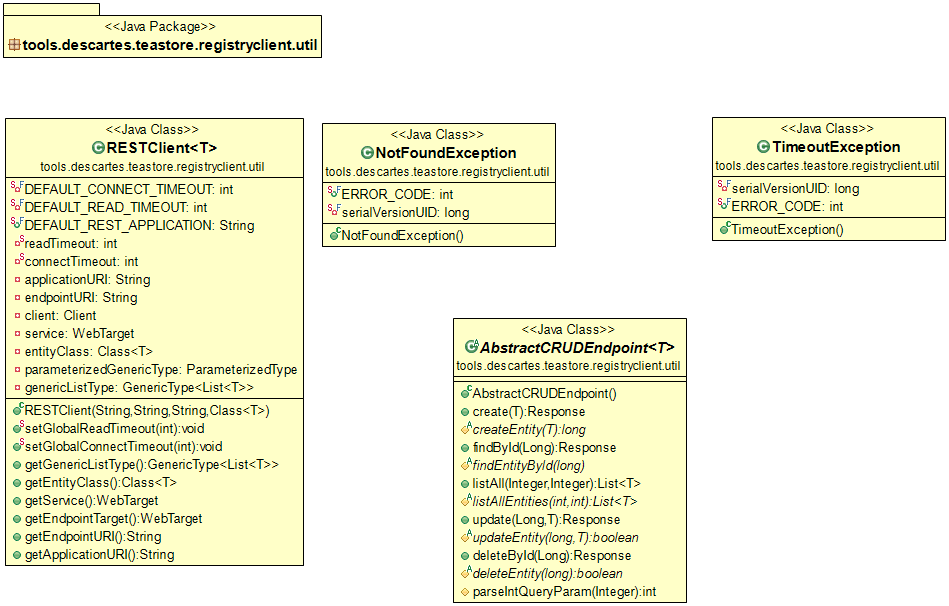 <<Java Package>>
tools.descartes.teastore.registryclient.util
<<Java Class>>
RESTClient<T>
tools.descartes.teastore.registryclient.util
DEFAULT_CONNECT_TIMEOUT: int
DEFAULT_READ_TIMEOUT: int
DEFAULT_REST_APPLICATION: String
readTimeout: int
connectTimeout: int
applicationURI: String
endpointURI: String
client: Client
service: WebTarget
entityClass: Class<T>
parameterizedGenericType: ParameterizedType
genericListType: GenericType<List<T>>
RESTClient(String,String,String,Class<T>)
setGlobalReadTimeout(int):void
setGlobalConnectTimeout(int):void
getGenericListType():GenericType<List<T>>
getEntityClass():Class<T>
getService():WebTarget
getEndpointTarget():WebTarget
getEndpointURI():String
getApplicationURI():String
<<Java Class>>
NotFoundException
tools.descartes.teastore.registryclient.util
ERROR_CODE: int
serialVersionUID: long
NotFoundException()
<<Java Class>>
TimeoutException
tools.descartes.teastore.registryclient.util
serialVersionUID: long
ERROR_CODE: int
TimeoutException()
<<Java Class>>
AbstractCRUDEndpoint<T>
tools.descartes.teastore.registryclient.util
AbstractCRUDEndpoint()
create(T):Response
createEntity(T):long
findById(Long):Response
findEntityById(long)
listAll(Integer,Integer):List<T>
listAllEntities(int,int):List<T>
update(Long,T):Response
updateEntity(long,T):boolean
deleteById(Long):Response
deleteEntity(long):boolean
parseIntQueryParam(Integer):int